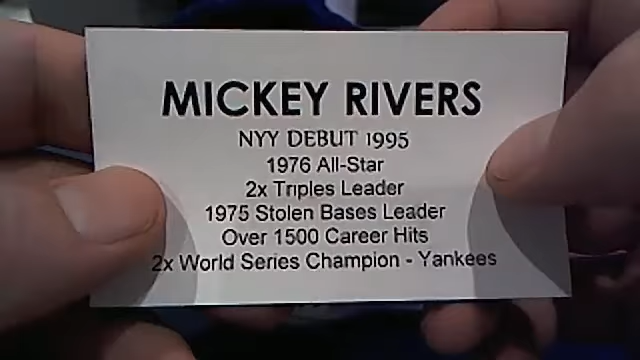 MICKEY RIVERS
NYY DEBUT 1995
1976 All-Star
2x Triples Leader
1975 Stolen Bases Leader
Over 1500 Career Hits
2x World Series Champion - Yankees